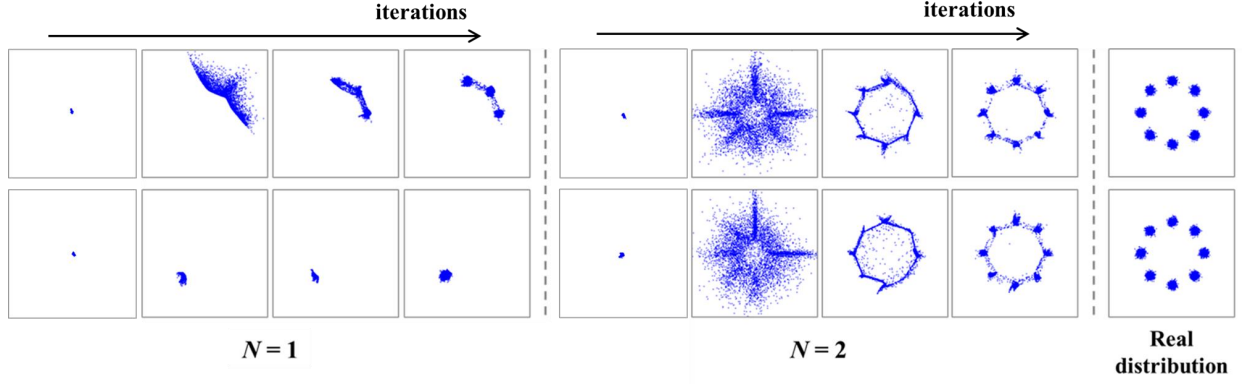 iterations
iterations
N = 1
N = 2
Real
distribution